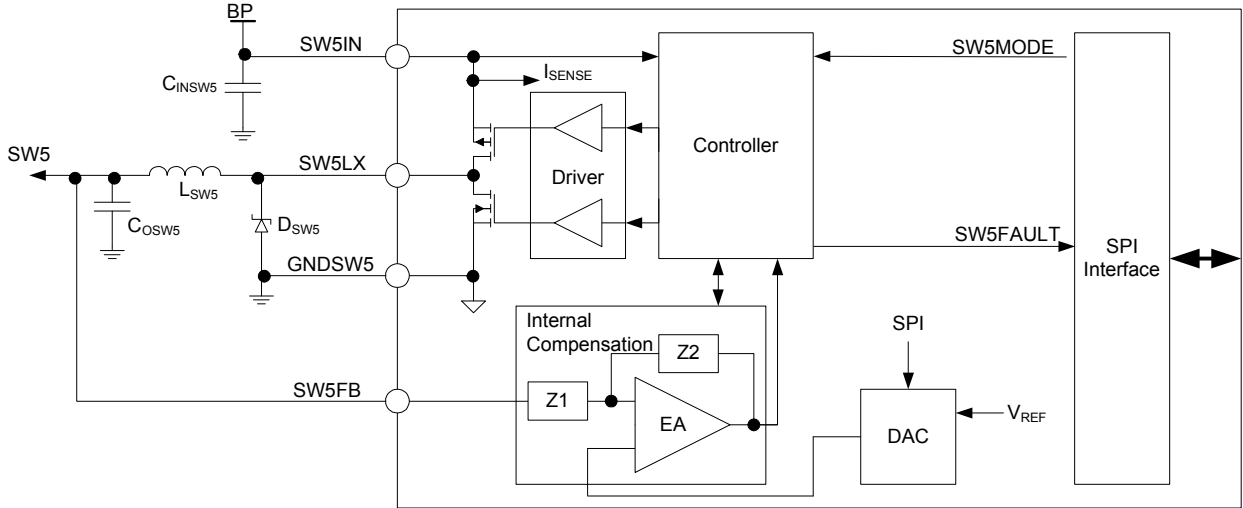 BP
SW5IN
SW5MODE
CINSW5
ISENSE
Controller
SW5
SW5LX
LSW5
Driver
COSW5
DSW5
SW5FAULT
SPI
Interface
GNDSW5
Internal
Compensation
SPI
Z2
SW5FB
Z1
EA
DAC
VREF